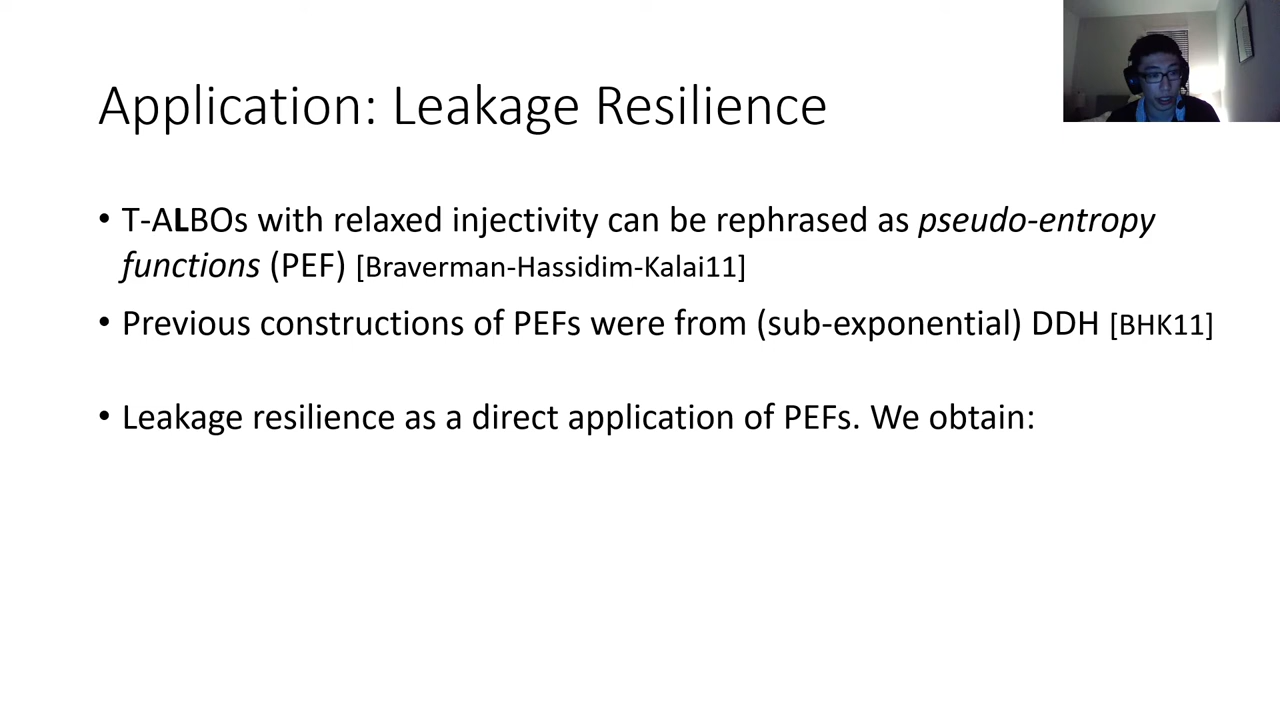 Application: Leakage Resilience
• T-ALBOs with relaxed injectivity can be rephrased as pseudo-entropy
functions (PEF) [Braverman-Hassidim-Kalai11]
• Previous constructions of PEFs were from (sub-exponential) DDH [BHK11]
• Leakage resilience as a direct application of PEFs. We obtain: